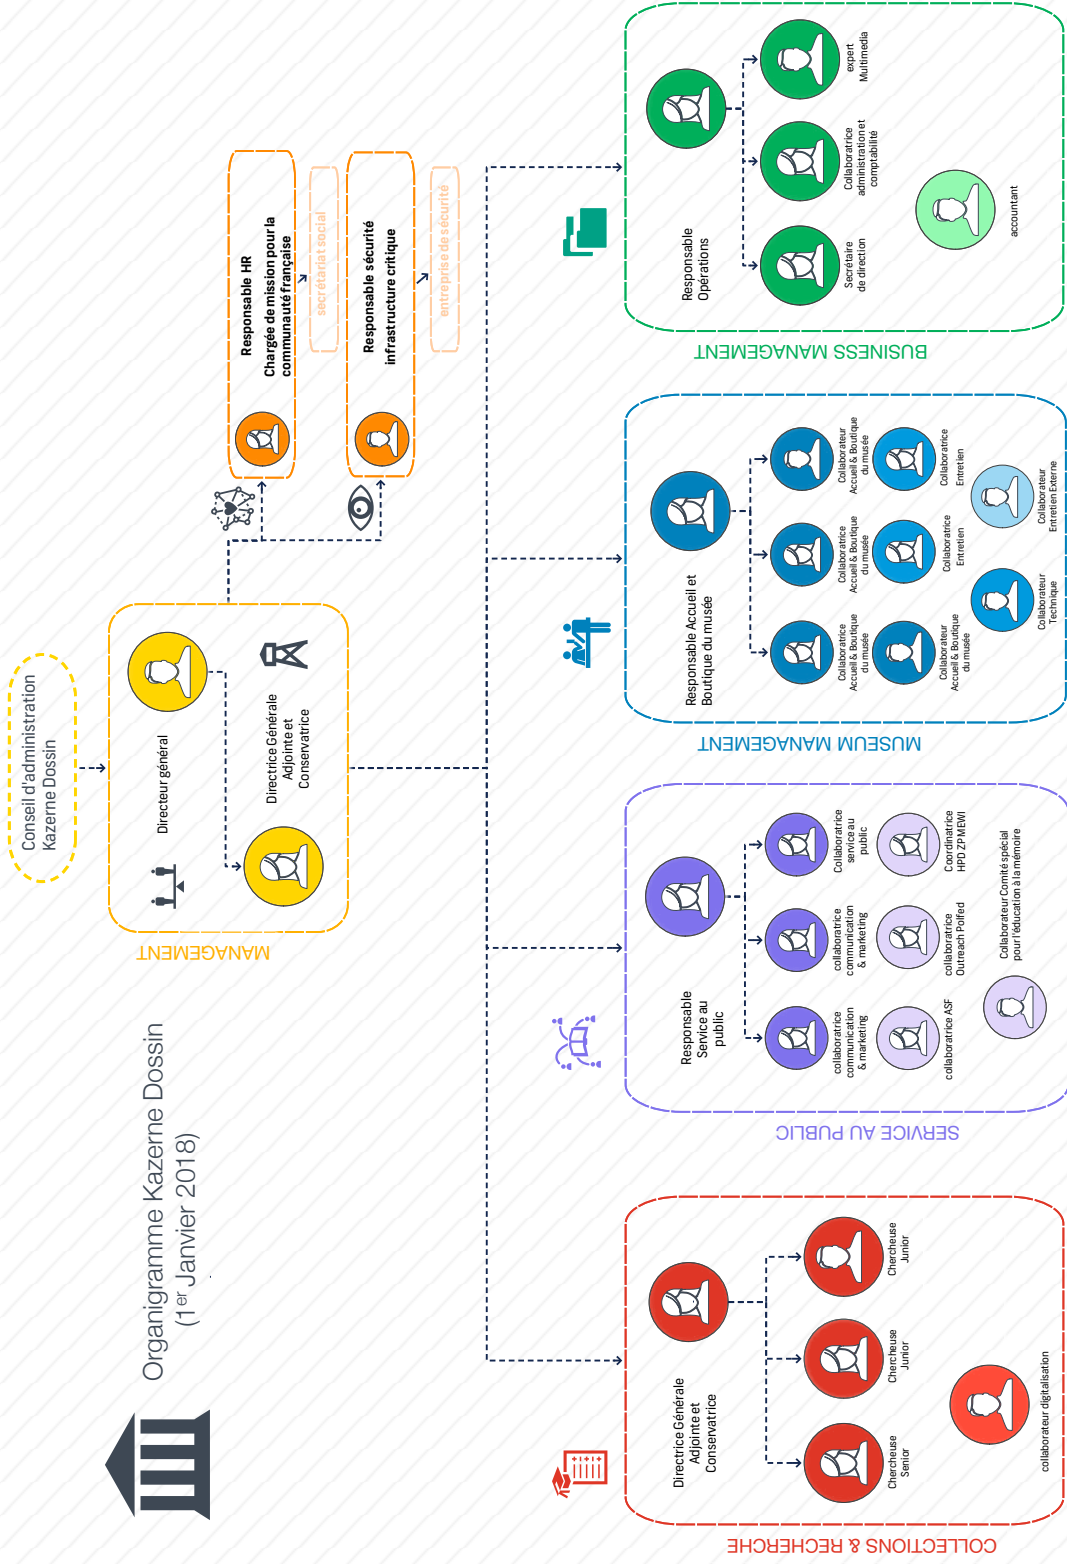 Organigramme Kazerne Dossin
(1er Janvier 2018)
Conseil d'administration
Kazerne Dossin
MANAGEMENT
Directeur général
Directrice Générale
Adjointe et
Conservatrice
Responsable HR
Chargée de mission pour la
communauté française
secrétariat social
Responsable sécurité
infrastructure critique
entreprise de sécurité
COLLECTIONS & RECHERCHE
Directrice Générale
Adjointe et
Conservatrice
Chercheuse
Senior
Chercheuse
Junior
Chercheuse
Junior
collaborateur digitalisation
SERVICE AU PUBLIC
Responsable
Service au
public
collaboratrice
communication
& marketing
collaboratrice
communication
& marketing
Collaboratrice
service au
public
collaboratrice ASF
collaboratrice
Outreach Polfed
Coordinatrice
HPD ZP MEWI
Collaborateur Comité spécial
pour l'éducation à la mémoire
MUSEUM MANAGEMENT
Responsable Accueil et
Boutique du musée
Collaboratrice
Accueil & Boutique
du musée
Collaboratrice
Accueil & Boutique
du musée
Collaborateur
Accueil & Boutique
du musée
Collaborateur
Accueil & Boutique
du musée
Collaboratrice
Entretien
Collaboratrice
Entretien
Collaborateur
Technique
Collaborateur
Entretien Externe
BUSINESS MANAGEMENT
Responsable
Opérations
Secrétaire
de direction
Collaboratrice
administration et
comptabilité
expert
Multimedia
accountant